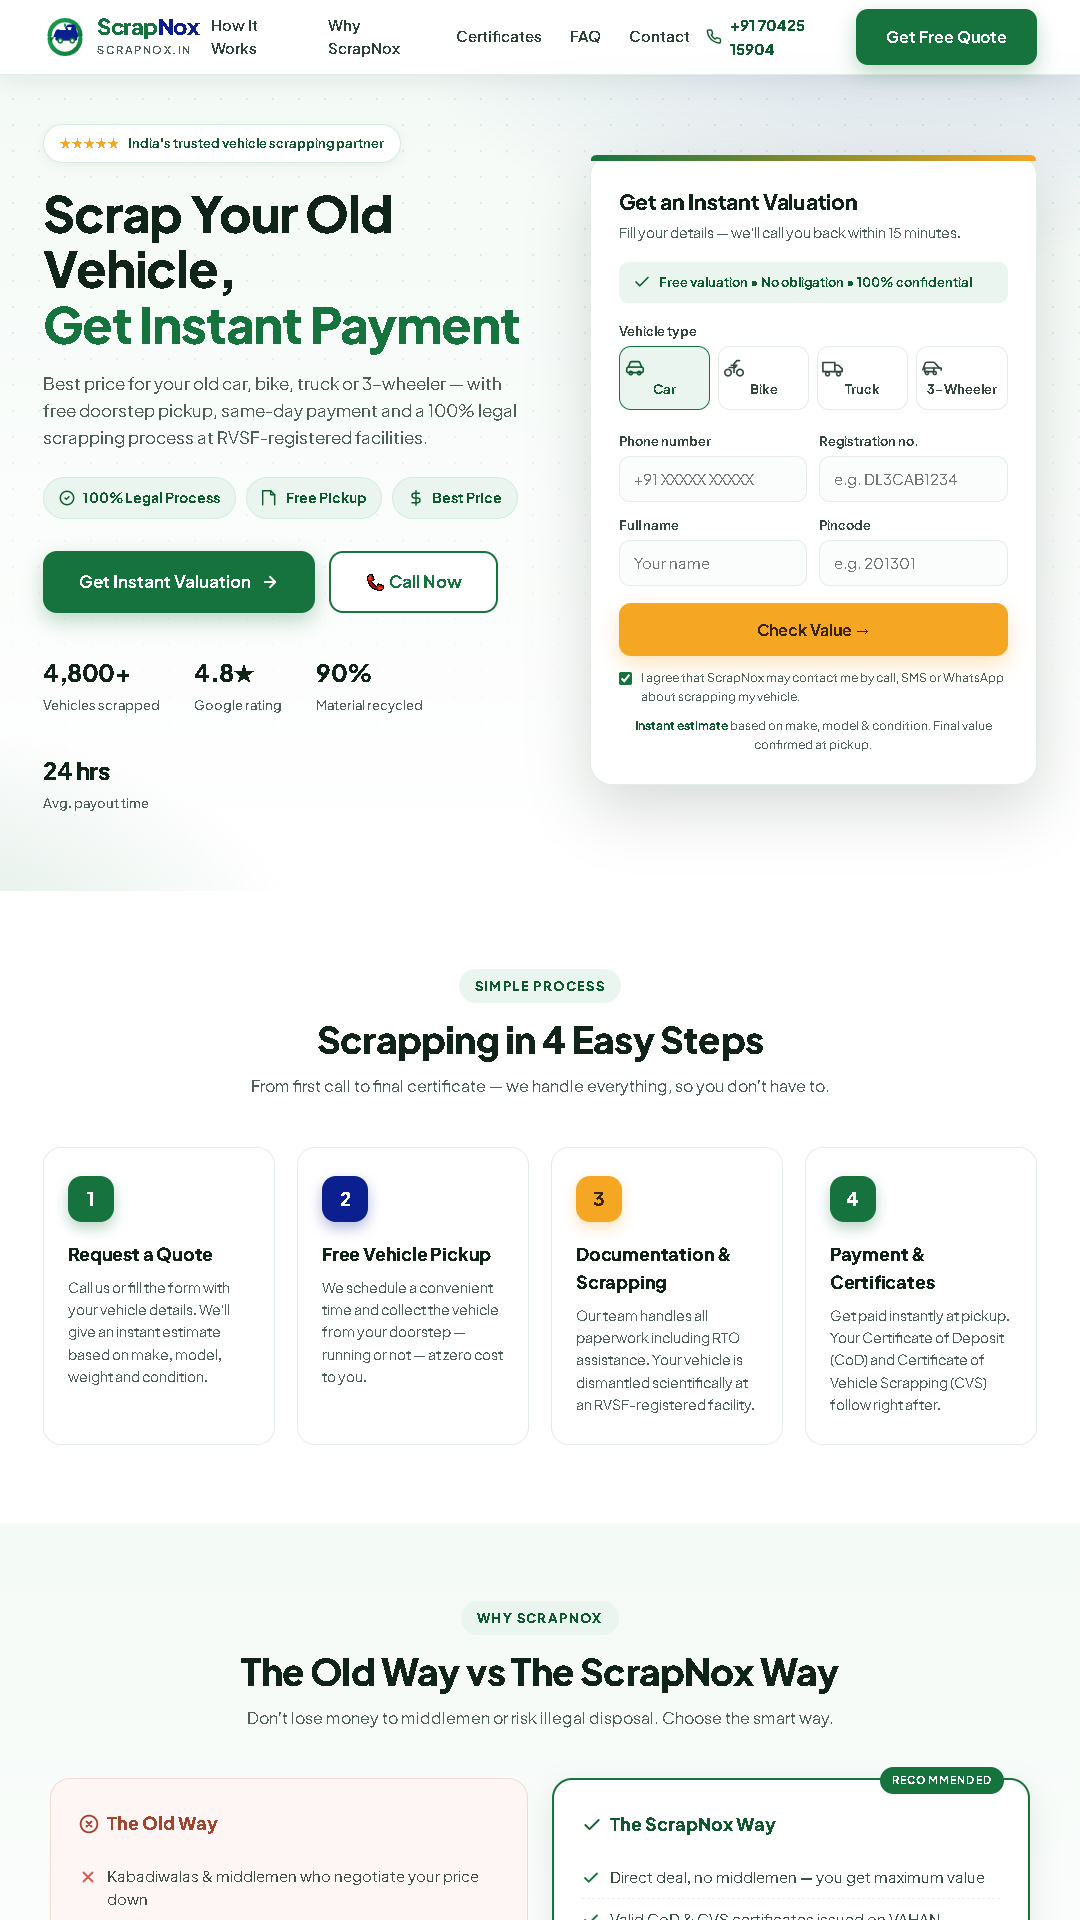 ScrapNox
SCRAPNOX.IN
How It
Works
Why
ScrapNox
Certificates
FAQ
Contact
+91 70425
15904
Get Free Quote
★★★★★ India's trusted vehicle scrapping partner
Scrap Your Old
Vehicle,
Get Instant Payment
Best price for your old car, bike, truck or 3-wheeler — with
free doorstep pickup, same-day payment and a 100% legal
scrapping process at RVSF-registered facilities.
100% Legal Process
Free Pickup
Best Price
Get Instant Valuation →
Call Now
4,800+
Vehicles scrapped
4.8★
Google rating
90%
Material recycled
24 hrs
Avg. payout time
Get an Instant Valuation
Fill your details — we'll call you back within 15 minutes.
Free valuation • No obligation • 100% confidential
Vehicle type
Car
Bike
Truck
3-Wheeler
Phone number
Registration no.
+91 XXXXX XXXXX
e.g. DL3CAB1234
Full name
Pincode
Your name
e.g. 201301
Check Value →
I agree that ScrapNox may contact me by call, SMS or WhatsApp
about scrapping my vehicle.
Instant estimate based on make, model & condition. Final value
confirmed at pickup.
SIMPLE PROCESS
Scrapping in 4 Easy Steps
From first call to final certificate — we handle everything, so you don't have to.
1
Request a Quote
Call us or fill the form with
your vehicle details. We'll
give an instant estimate
based on make, model,
weight and condition.
2
Free Vehicle Pickup
We schedule a convenient
time and collect the vehicle
from your doorstep —
running or not — at zero cost
to you.
3
Documentation &
Scrapping
Our team handles all
paperwork including RTO
assistance. Your vehicle is
dismantled scientifically at
an RVSF-registered facility.
4
Payment &
Certificates
Get paid instantly at pickup.
Your Certificate of Deposit
(CoD) and Certificate of
Vehicle Scrapping (CVS)
follow right after.
WHY SCRAPNOX
The Old Way vs The ScrapNox Way
Don't lose money to middlemen or risk illegal disposal. Choose the smart way.
The Old Way
Kabadiwalas & middlemen who negotiate your price
down
RECOMMENDED
The ScrapNox Way
Direct deal, no middlemen — you get maximum value
Valid CoD & CVS certificates issued on VAHAN